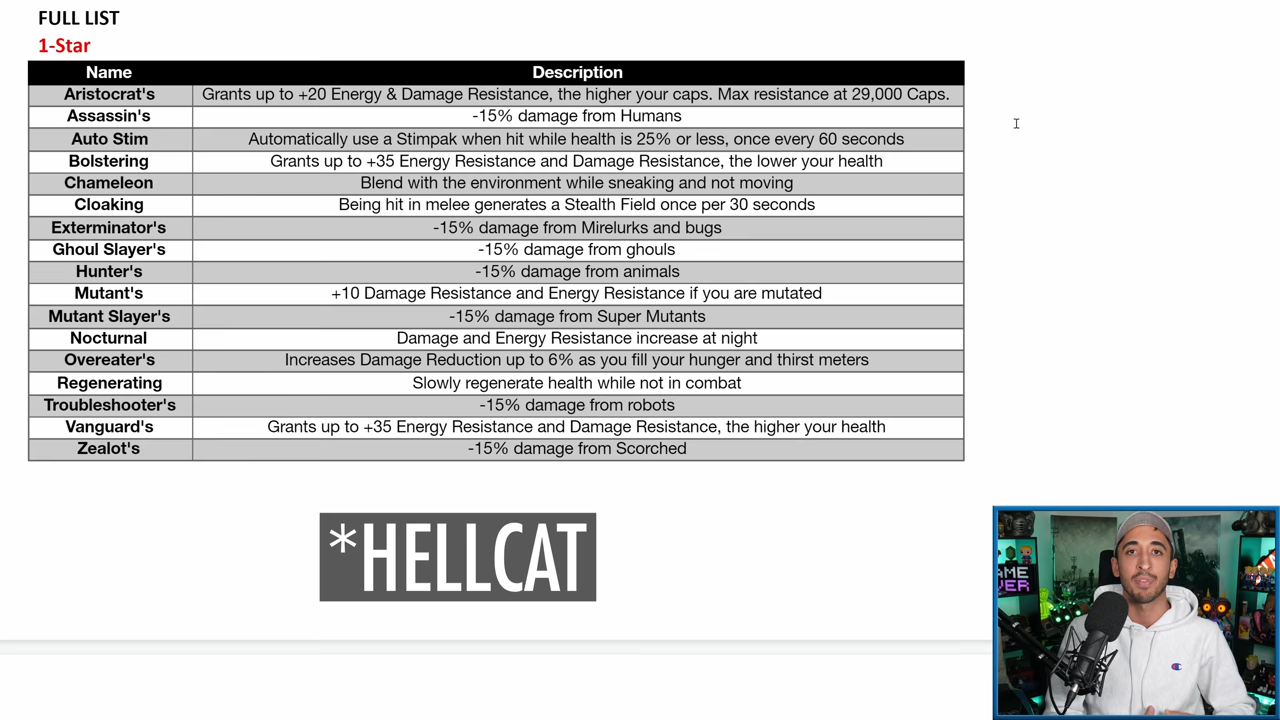 FULL LIST
1-Star
Name Description
Aristocrat's Grants up to +20 Energy & Damage Resistance, the higher your caps. Max resistance at 29,000 Caps.
Assassin's -15% damage from Humans
Auto Stim Automatically use a Stimpak when hit while health is 25% or less, once every 60 seconds
Bolstering Grants up to +35 Energy Resistance and Damage Resistance, the lower your health
Chameleon Blend with the environment while sneaking and not moving
Cloaking Being hit in melee generates a Stealth Field once per 30 seconds
Exterminator's -15% damage from Mirelurks and bugs
Ghoul Slayer's -15% damage from ghouls
Hunter's -15% damage from animals
Mutant's +10 Damage Resistance and Energy Resistance if you are mutated
Mutant Slayer's -15% damage from Super Mutants
Nocturnal Damage and Energy Resistance increase at night
Overeater's Increases Damage Reduction up to 6% as you fill your hunger and thirst meters
Regenerating Slowly regenerate health while not in combat
Troubleshooter's -15% damage from robots
Vanguard's Grants up to +35 Energy Resistance and Damage Resistance, the higher your health
Zealot's -15% damage from Scorched
*HELLCAT